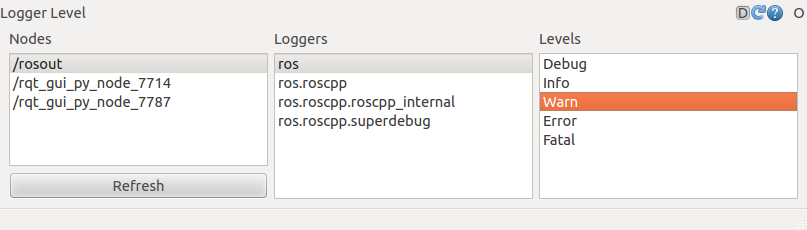 Logger Level
D
?
O
Nodes
/rosout
/rqt_gui_py_node_7714
/rqt_gui_py_node_7787
Refresh
Loggers
ros
ros.roscpp
ros.roscpp.roscpp_internal
ros.roscpp.superdebug
Levels
Debug
Info
Warn
Error
Fatal